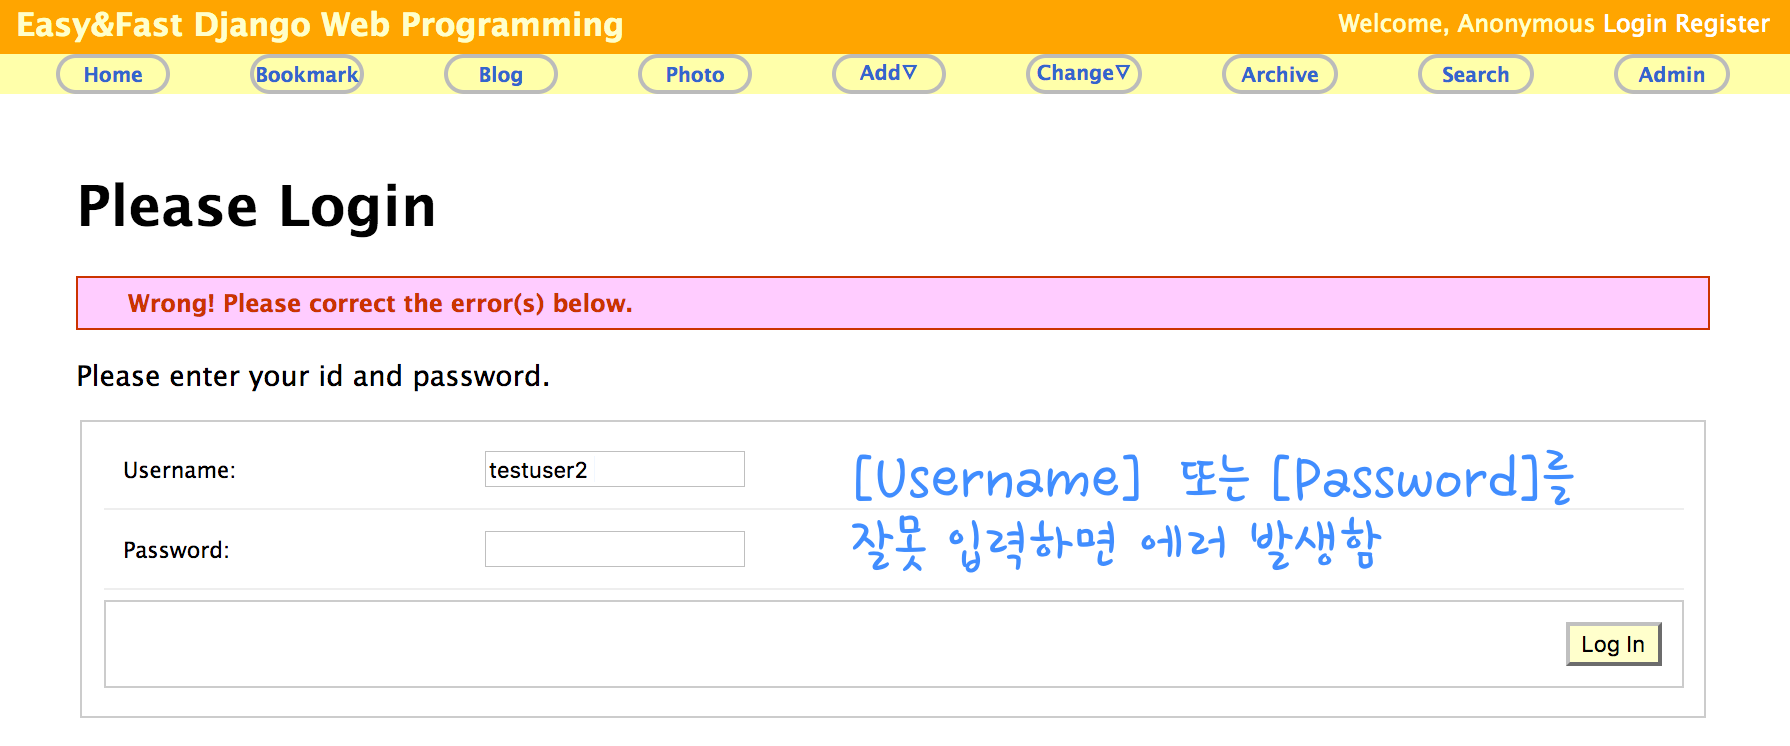 Easy&Fast Django Web Programming
Welcome, Anonymous Login Register
Home Bookmark Blog Photo Add▽ Change▽ Archive Search Admin
Please Login
Wrong! Please correct the error(s) below.
Please enter your id and password.
Username: testuser2
[Username] 또는 [Password]를
잘못 입력하면 에러 발생함
Password:
Log In